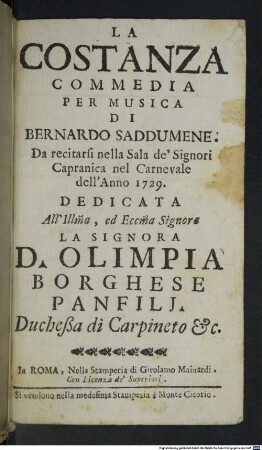 LA
COSTANZA
COMMEDIA
PER MUSICA
DI
BERNARDO SADDUMENE.
Da recitarsi nella Sala de' Signori
Capranica nel Carnevale
dell'Anno 1729.
DEDICATA
All'Illm̃a, ed Eccm̃a Signora
LA SIGNORA
D. OLIMPIA
BORGHESE
PANFILJ.
Duchessa di Carpineto &c.
In ROMA, Nella Stamperia di Girolamo Mainardi.
Con Licenza de' Superiori.
Si vendono nella medesima Stamperia à Monte Citorio.